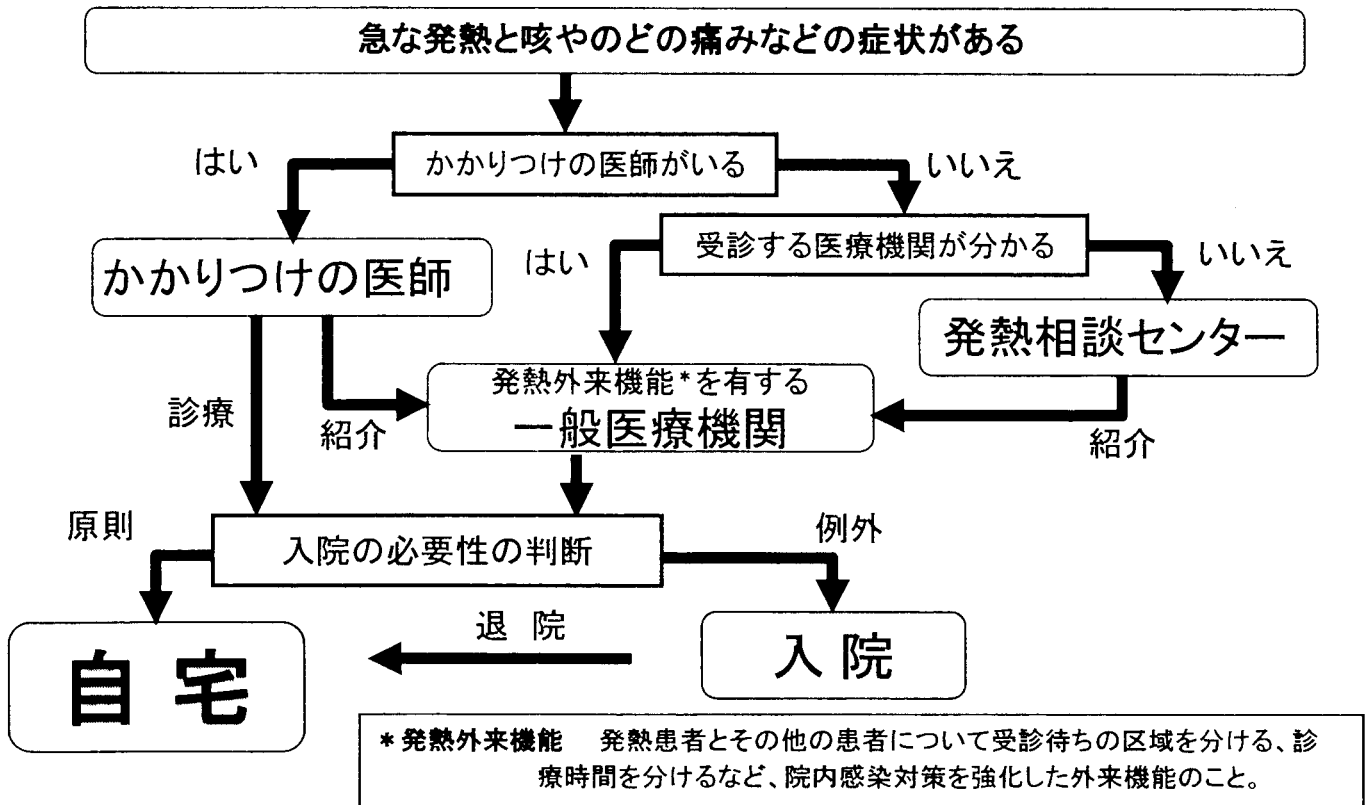 急な発熱と咳やのどの痛みなどの症状がある
はい
かかりつけの医師がいる
いいえ
かかりつけの医師
はい
受診する医療機関が分かる
いいえ
発熱相談センター
発熱外来機能*を有する
一般医療機関
診療
紹介
紹介
原則
入院の必要性の判断
例外
自宅
退 院
入院
*発熱外来機能 発熱患者とその他の患者について受診待ちの区域を分ける、診
療時間を分けるなど、院内感染対策を強化した外来機能のこと。